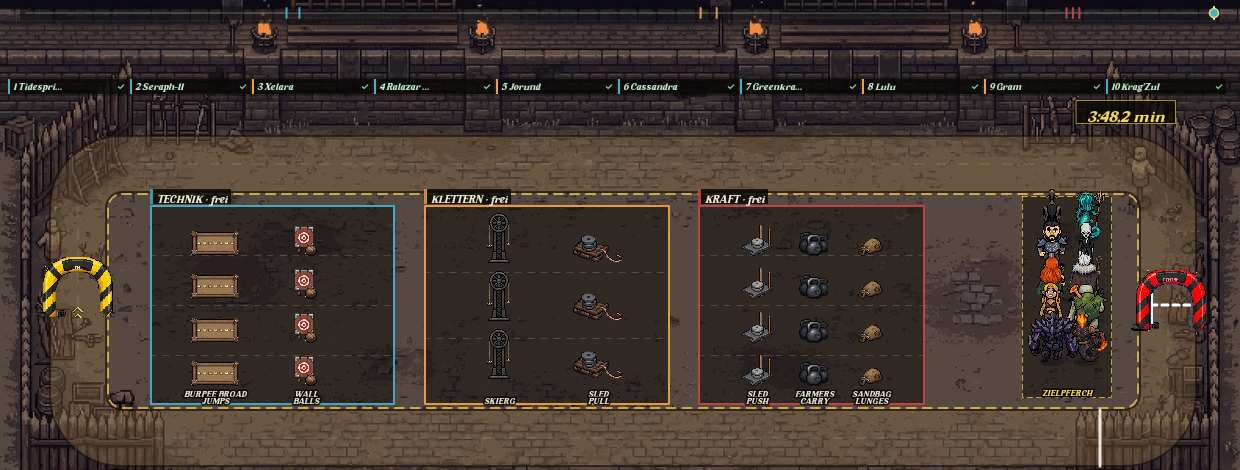 1 Tidespri... ✓ 2 Seraph-II ✓ 3 Xelara ✓ 4 Ralazar ... ✓ 5 Jorund ✓ 6 Cassandra ✓ 7 Greenkra... ✓ 8 Lulu ✓ 9 Gram ✓ 10 Krag'Zul ✓
3:48.2 min
TECHNIK · frei
KLETTERN · frei
KRAFT · frei
BURPEE BROAD JUMPS
WALL BALLS
SKIERG
SLED PULL
SLED PUSH
FARMERS CARRY
SANDBAG LUNGES
ZIELPFERCH